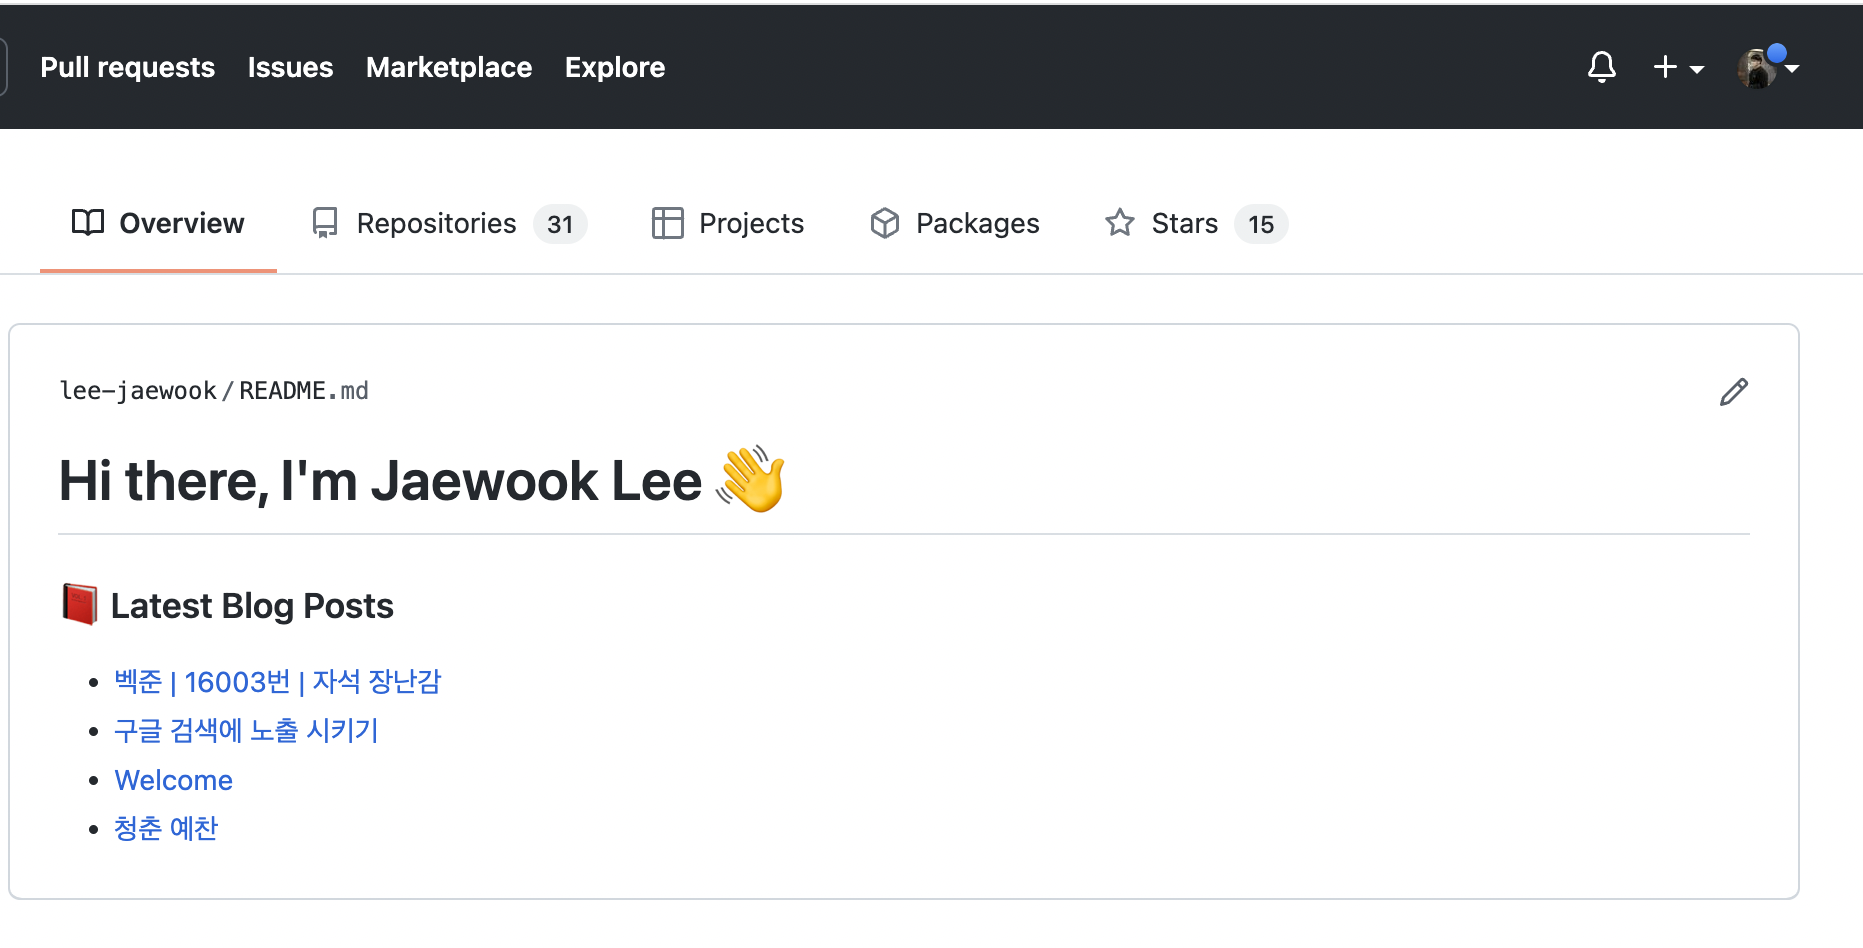 Pull requests Issues Marketplace Explore
Overview Repositories 31 Projects Packages Stars 15
lee-jaewook/README.md
Hi there, I'm Jaewook Lee 👋
📕 Latest Blog Posts
벡준 | 16003번 | 자석 장난감
구글 검색에 노출 시키기
Welcome
청춘 예찬